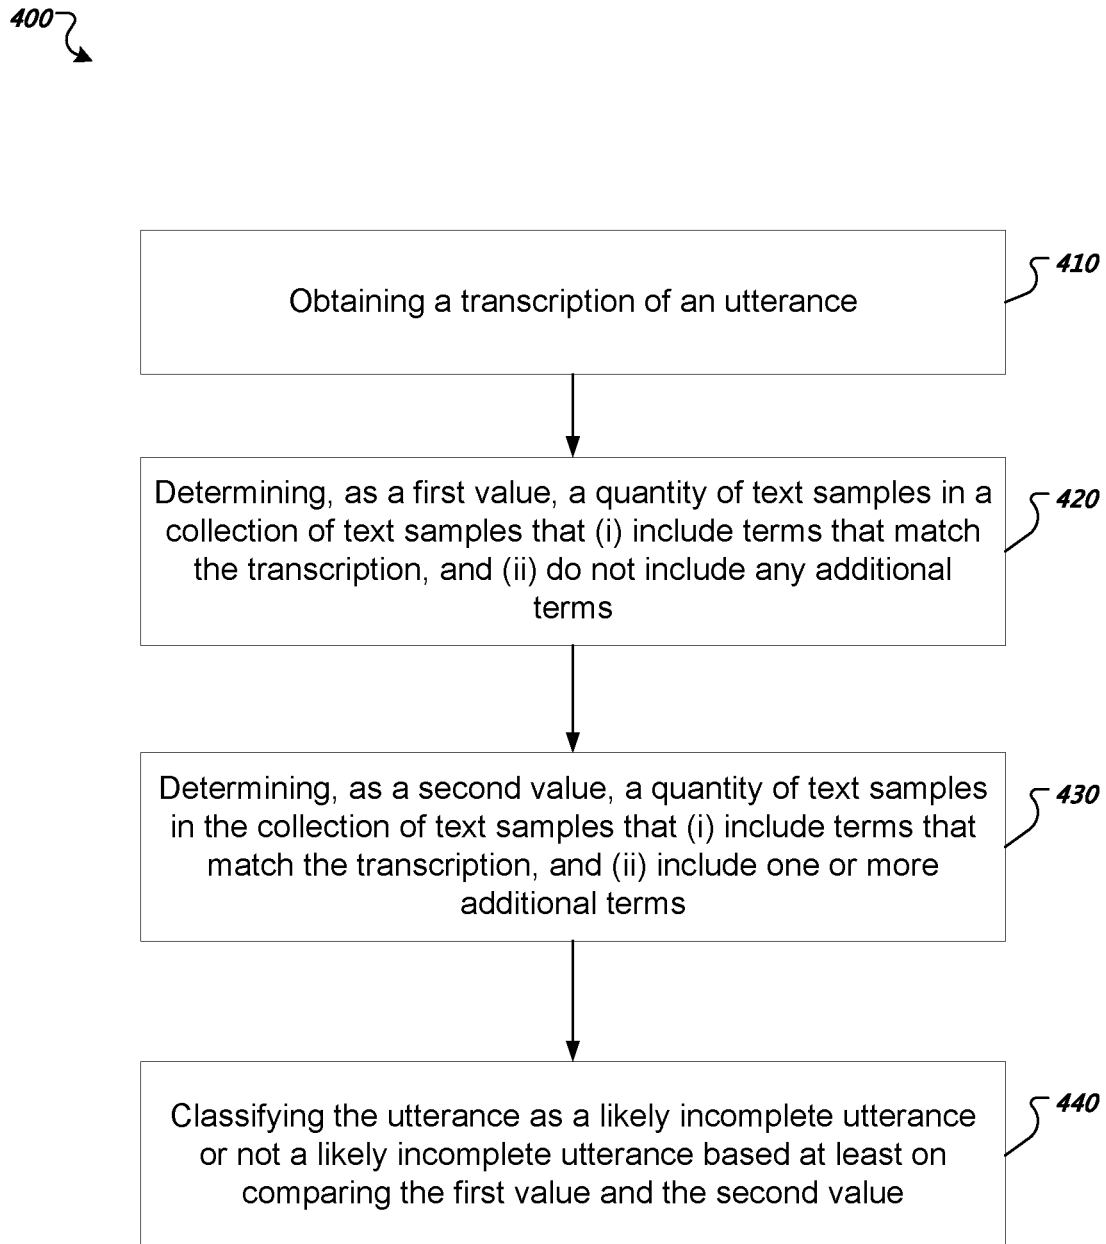 400
410
Obtaining a transcription of an utterance
420
Determining, as a first value, a quantity of text samples in a
collection of text samples that (i) include terms that match
the transcription, and (ii) do not include any additional
terms
430
Determining, as a second value, a quantity of text samples
in the collection of text samples that (i) include terms that
match the transcription, and (ii) include one or more
additional terms
440
Classifying the utterance as a likely incomplete utterance
or not a likely incomplete utterance based at least on
comparing the first value and the second value